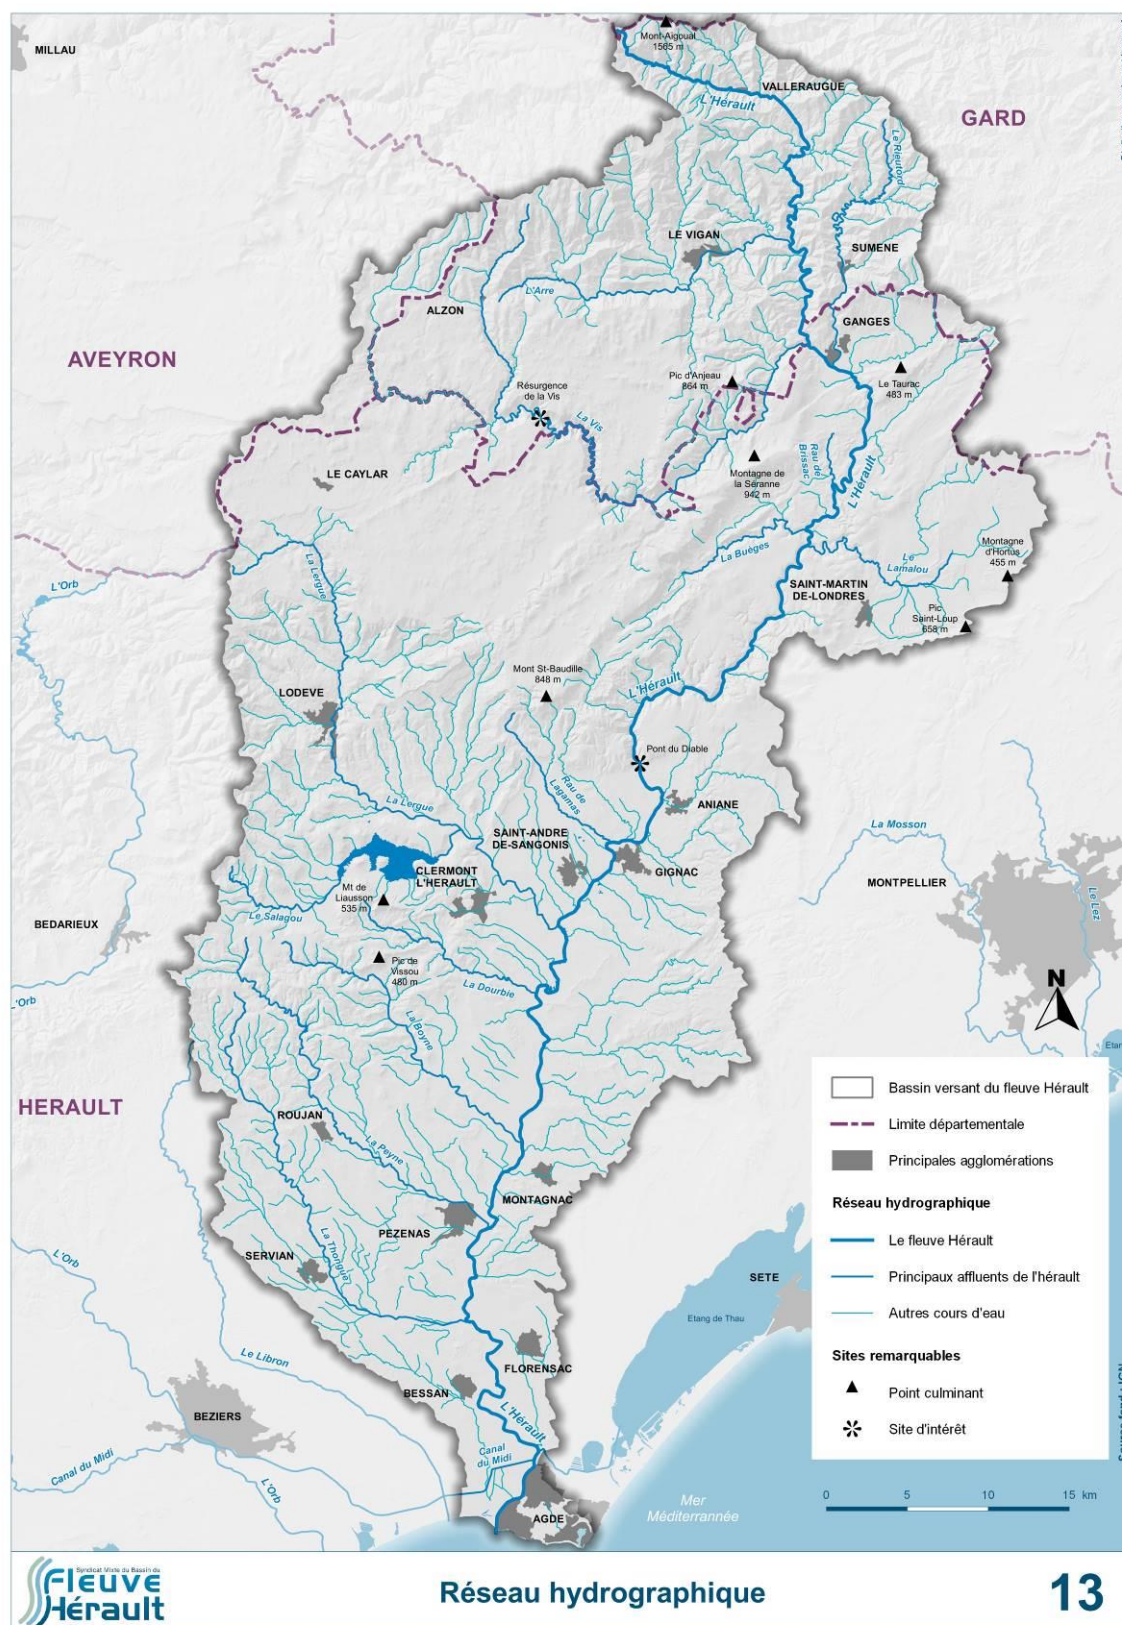 MILLAU
Mont-Aigoual
1565 m
VALLERAUGUE
L'Hérault
GARD
Le Rieutord
LE VIGAN
SUMENE
L'Arre
ALZON
GANGES
AVEYRON
Pic d'Anjeau
864 m
Le Taurac
483 m
Résurgence
de la Vis
La Vis
LE CAYLAR
Montagne de
la Séranne
942 m
Rau de
Brissac
L'Hérault
La Buèges
Montagne
d'Hortus
455 m
Le
Lamalou
La Lergue
L'Orb
SAINT-MARTIN
DE-LONDRES
Pic
Saint-Loup
658 m
Mont St-Baudille
848 m
L'Hérault
LODEVE
Pont du Diable
Rau de
Lagamas
ANIANE
La Lergue
SAINT-ANDRE
DE-SANGONIS
La Mosson
GIGNAC
MONTPELLIER
Le Lez
CLERMONT
L'HERAULT
Mt de
Liausson
535 m
Le Salagou
BEDARIEUX
Pic de
Vissou
480 m
La Dourbie
N
'Orb
La Boyne
Etan
HERAULT
ROUJAN
La Peyne
MONTAGNAC
PEZENAS
SERVIAN
La Thongue
L'Orb
SETE
Etang de Thau
Le Libron
FLORENSAC
BESSAN
BEZIERS
L'Hérault
Canal
du Midi
Canal du Midi
L'Orb
AGDE
Mer
Méditerrannée
Bassin versant du fleuve Hérault
Limite départementale
Principales agglomérations
Réseau hydrographique
Le fleuve Hérault
Principaux affluents de l'hérault
Autres cours d'eau
Sites remarquables
Point culminant
Site d'intérêt
0 5 10 15 km
Syndicat Mixte du Bassin du
Fleuve
Hérault
Réseau hydrographique
13